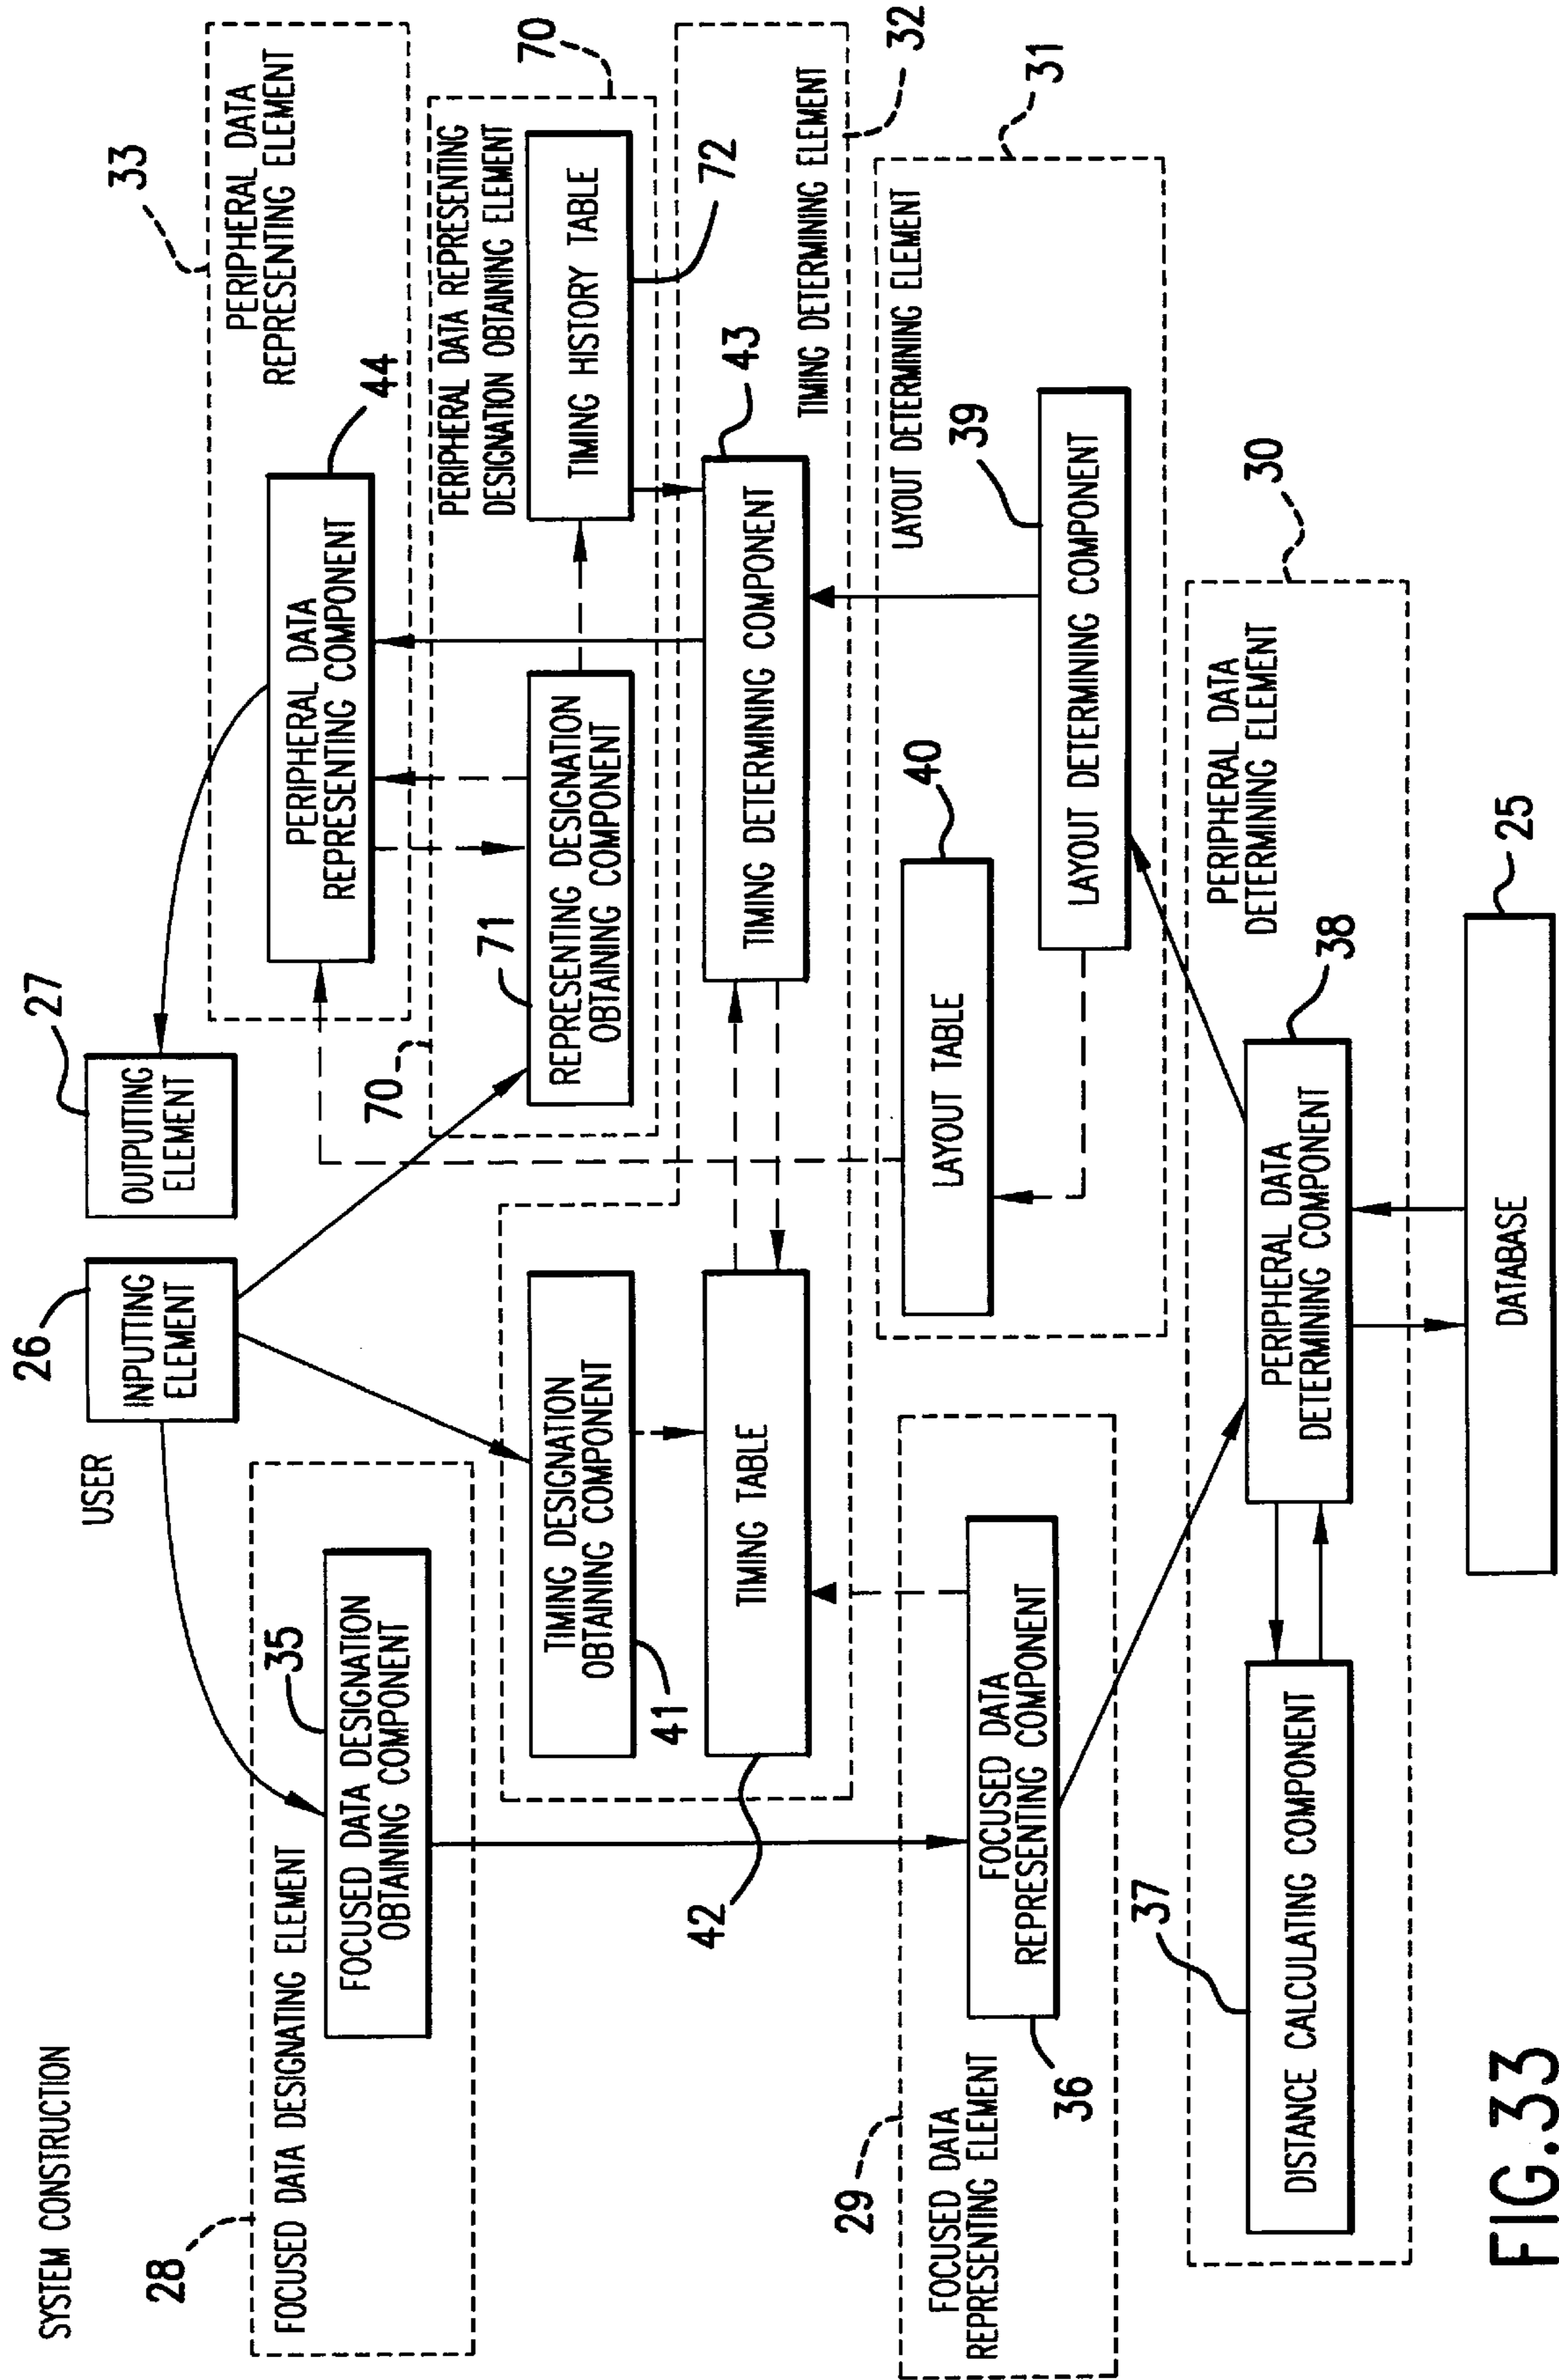 SYSTEM CONSTRUCTION
USER
26
INPUTTING
ELEMENT
27
OUTPUTTING
ELEMENT
33
PERIPHERAL DATA
REPRESENTING ELEMENT
44
PERIPHERAL DATA
REPRESENTING COMPONENT
28
FOCUSED DATA DESIGNATING ELEMENT
35
FOCUSED DATA DESIGNATION
OBTAINING COMPONENT
70
70
PERIPHERAL DATA REPRESENTING
DESIGNATION OBTAINING ELEMENT
71
REPRESENTING DESIGNATION
OBTAINING COMPONENT
TIMING HISTORY TABLE
72
TIMING DESIGNATION
OBTAINING COMPONENT
41
TIMING TABLE
42
43
TIMING DETERMINING COMPONENT
TIMING DETERMINING ELEMENT
32
29
FOCUSED DATA
REPRESENTING ELEMENT
FOCUSED DATA
REPRESENTING COMPONENT
36
LAYOUT DETERMINING ELEMENT
31
40
LAYOUT TABLE
39
LAYOUT DETERMINING COMPONENT
37
DISTANCE CALCULATING COMPONENT
38
PERIPHERAL DATA
DETERMINING COMPONENT
PERIPHERAL DATA
DETERMINING ELEMENT
30
DATABASE
25
FIG.33